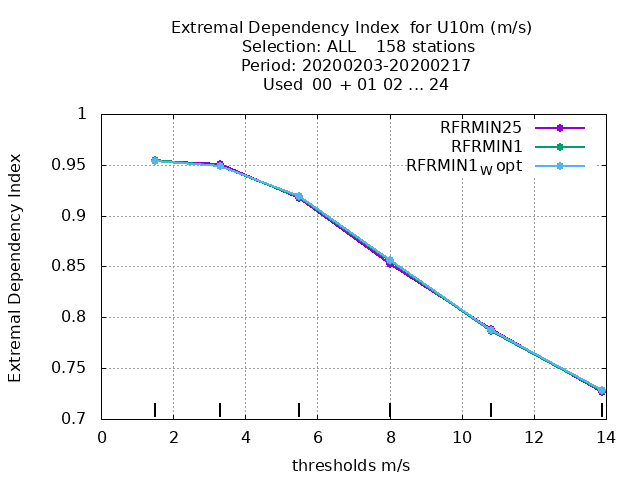 Extremal Dependency Index  for U10m (m/s)
Selection: ALL    158 stations
Period: 20200203-20200217
Used  00 + 01 02 ... 24
RFRMIN25
RFRMIN1
RFRMIN1W opt
Extremal Dependency Index
1
0.95
0.9
0.85
0.8
0.75
0.7
0 2 4 6 8 10 12 14
thresholds m/s